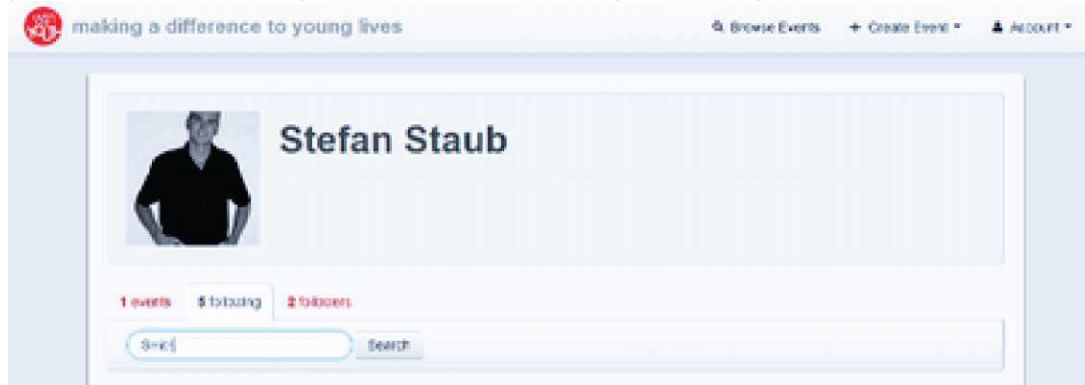 making a difference to young lives
Browse Events + Create Event Account
Stefan Staub
1 events 5 following 2 followers
Search